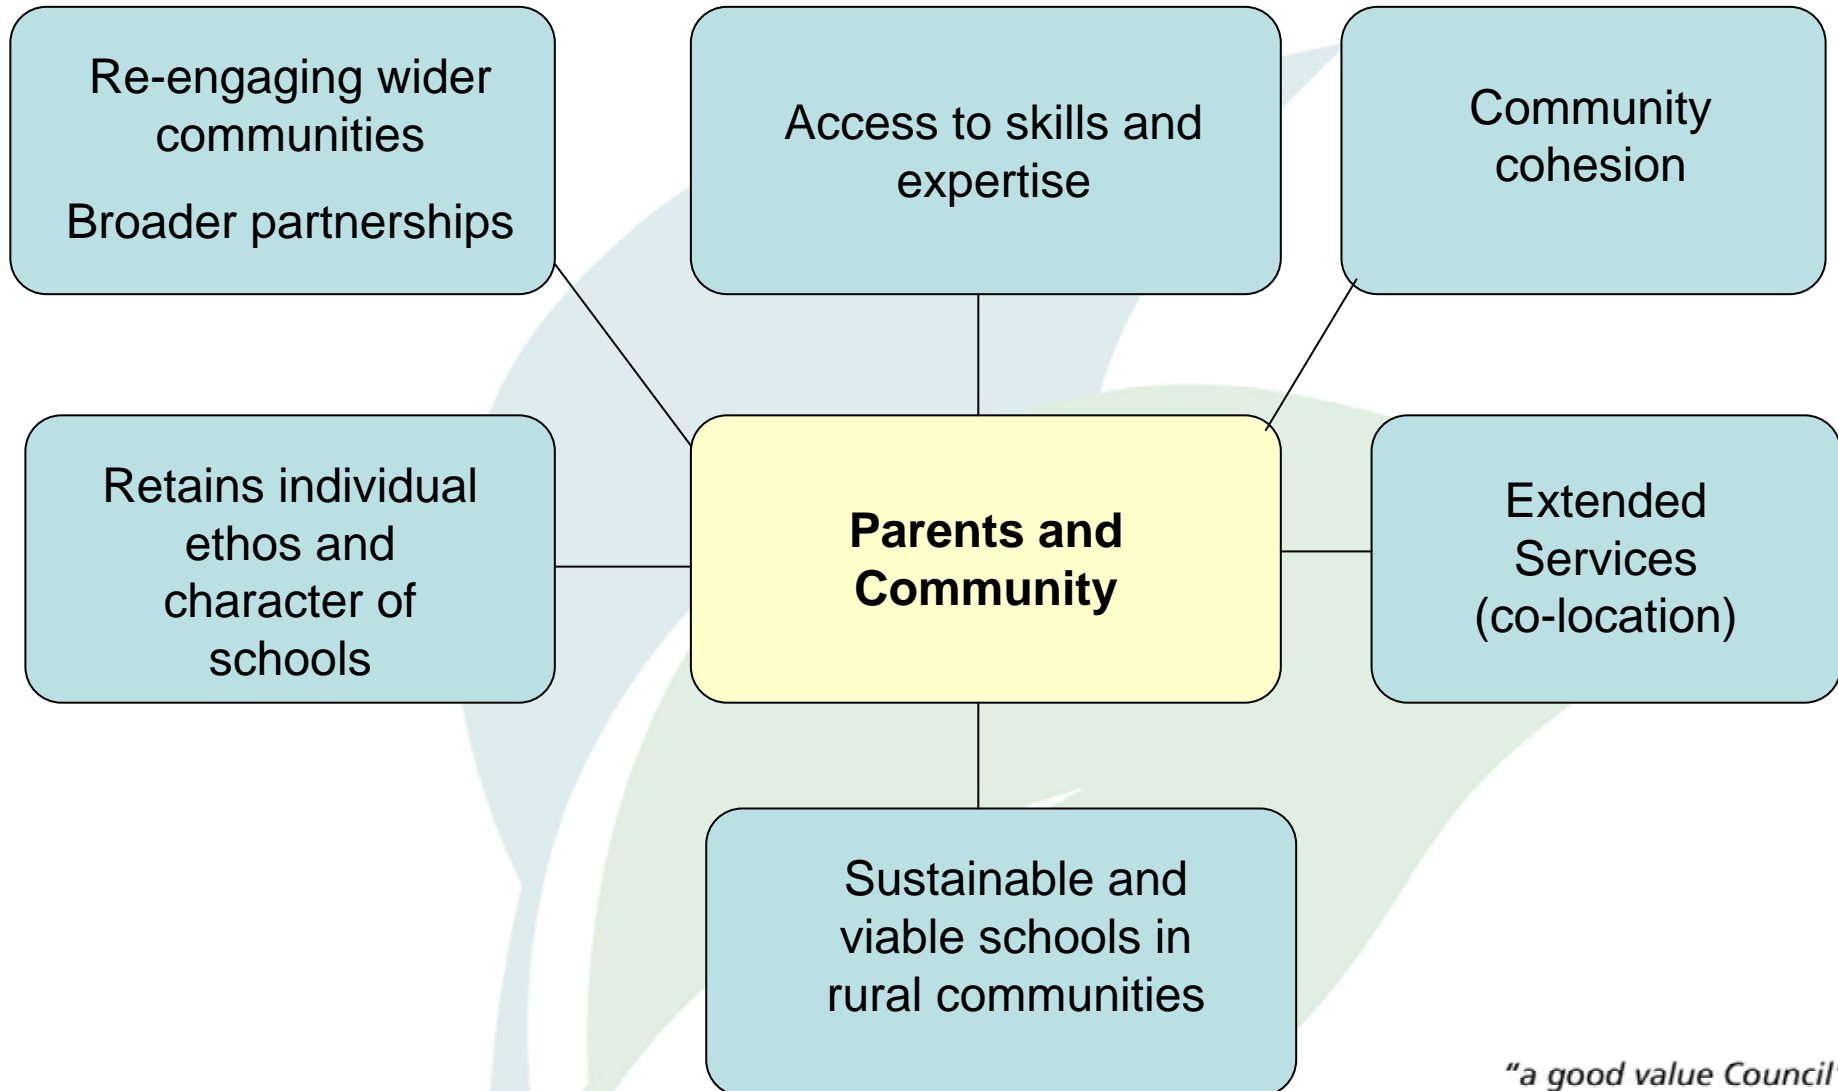 Re-engaging wider
communities
Broader partnerships
Access to skills and
expertise
Community
cohesion
Retains individual
ethos and
character of
schools
Parents and
Community
Extended
Services
(co-location)
Sustainable and
viable schools in
rural communities
"a good value Council"